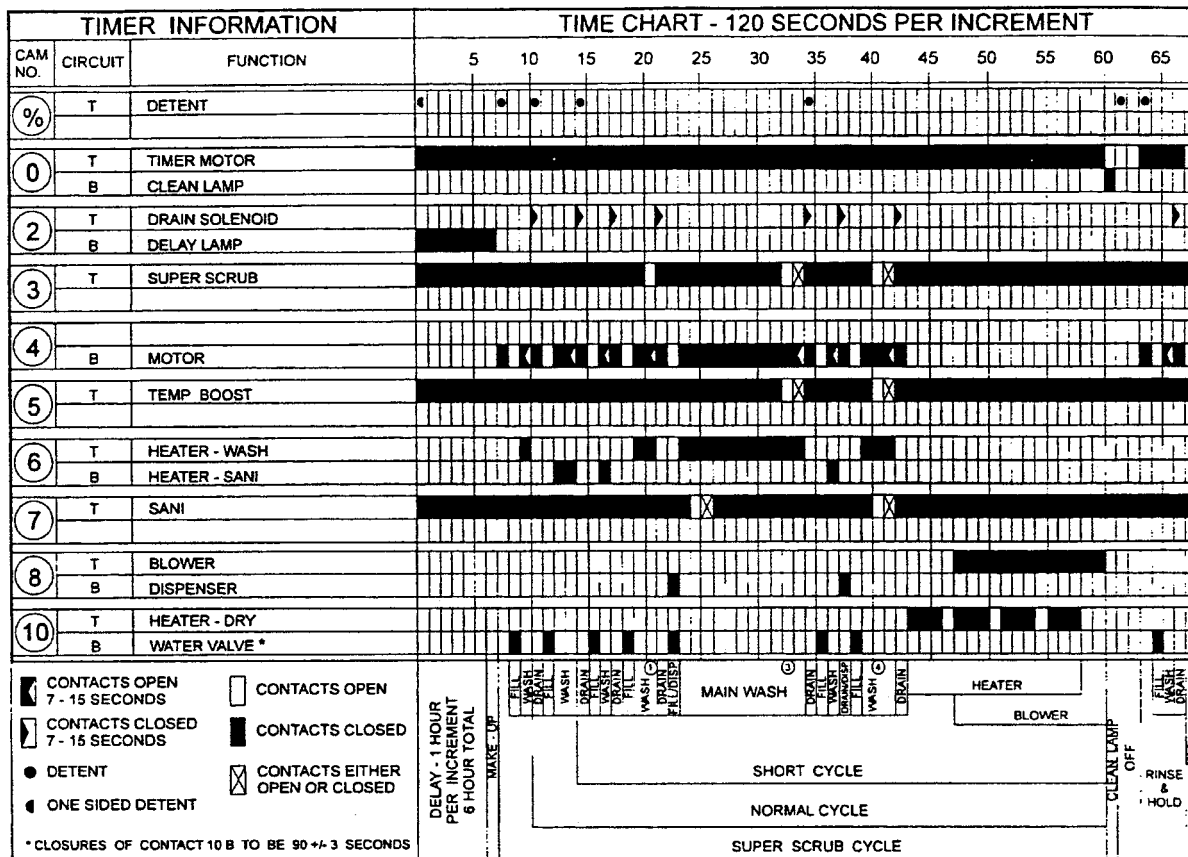 TIMER INFORMATION
TIME CHART - 120 SECONDS PER INCREMENT
CAM NO.
CIRCUIT
FUNCTION
5 10 15 20 25 30 35 40 45 50 55 60 65
%
T DETENT
0
T TIMER MOTOR
B CLEAN LAMP
2
T DRAIN SOLENOID
B DELAY LAMP
3
T SUPER SCRUB
4
B MOTOR
5
T TEMP BOOST
6
T HEATER - WASH
B HEATER - SANI
7
T SANI
8
T BLOWER
B DISPENSER
10
T HEATER - DRY
B WATER VALVE *
CONTACTS OPEN
7 - 15 SECONDS
CONTACTS CLOSED
7 - 15 SECONDS
DETENT
ONE SIDED DETENT
CONTACTS OPEN
CONTACTS CLOSED
CONTACTS EITHER
OPEN OR CLOSED
* CLOSURES OF CONTACT 10 B TO BE 90 +/- 3 SECONDS
DELAY - 1 HOUR
PER INCREMENT
6 HOUR TOTAL
MAKE - UP
FILL
WASH
DRAIN
FILL
WASH
DRAIN
FILL
WASH
DRAIN
FILL
WASH 1
DRAIN
FILL/DISP
MAIN WASH 3
DRAIN
FILL
WASH
DRAIN/DISP
FILL
WASH 4
DRAIN
HEATER
BLOWER
CLEAN LAMP
OFF
FILL
WASH
DRAIN
RINSE
&
HOLD
SHORT CYCLE
NORMAL CYCLE
SUPER SCRUB CYCLE